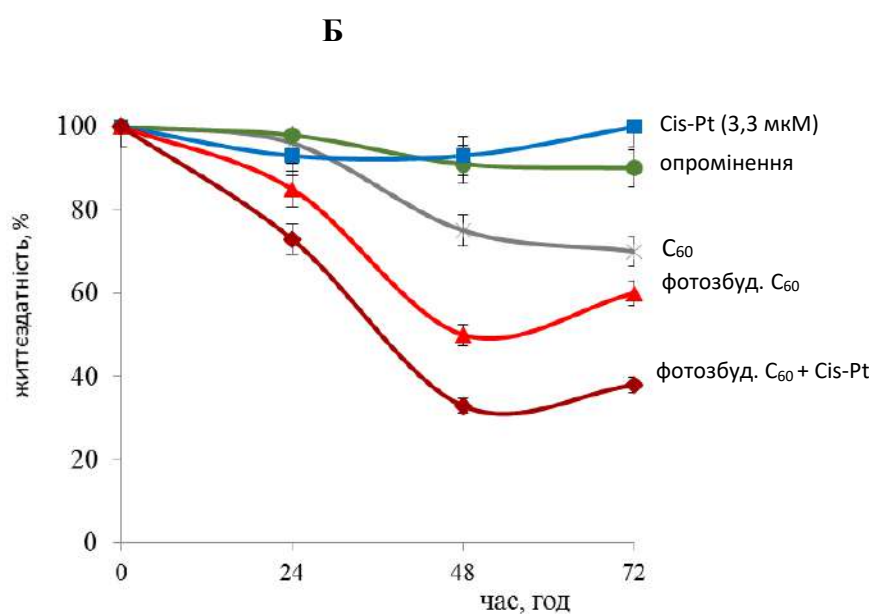 Б
життєздатність, %
100
80
60
40
20
0
0 24 48 72
час, год
Cis-Pt (3,3 мкМ)
опромінення
C₆₀
фотозбуд. C₆₀
фотозбуд. C₆₀ + Cis-Pt